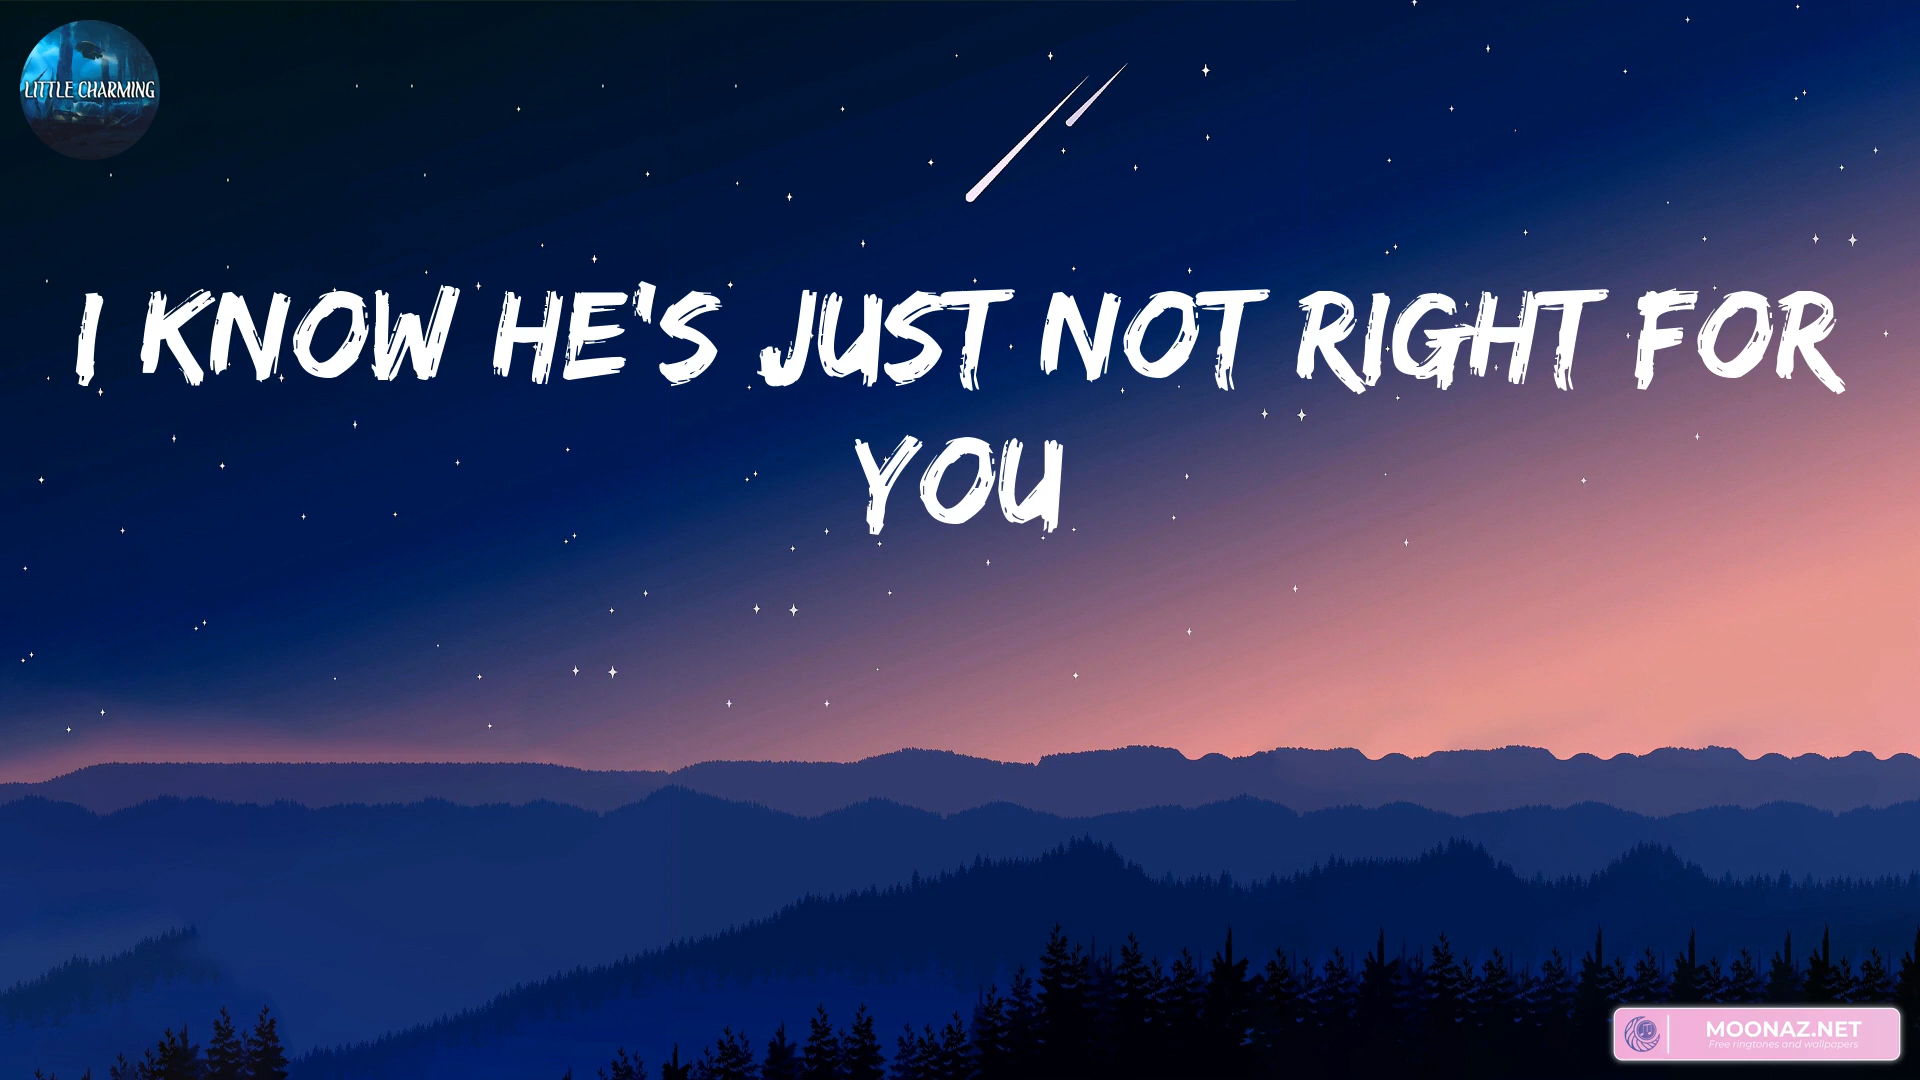 LITTLE CHARMING
I KNOW HE'S JUST NOT RIGHT FOR
YOU
MOONAZ.NET
Free ringtones and wallpapers